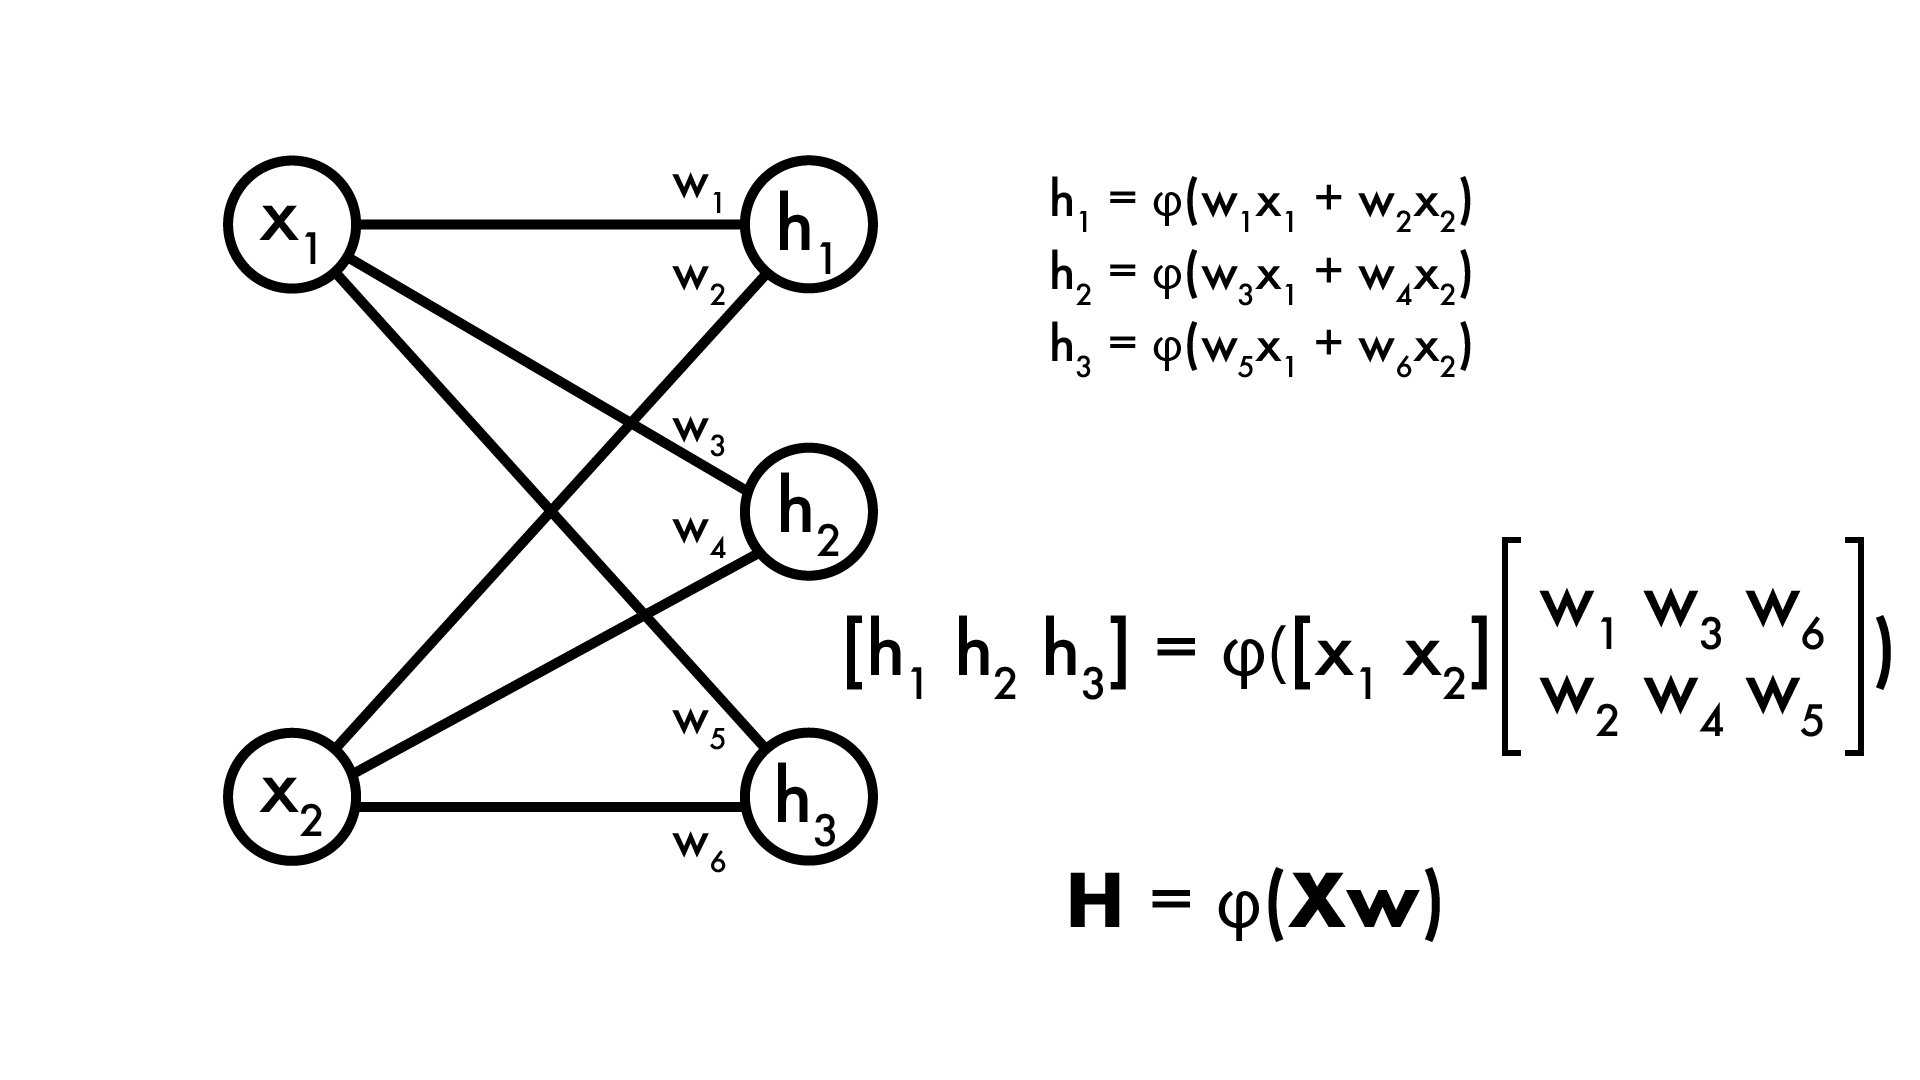 x₁
w₁
h₁
w₂
w₃
h₂
w₄
w₅
x₂
h₃
w₆
h₁ = φ(w₁x₁ + w₂x₂)
h₂ = φ(w₃x₁ + w₄x₂)
h₃ = φ(w₅x₁ + w₆x₂)
[h₁ h₂ h₃] = φ([x₁ x₂][w₁ w₃ w₆
w₂ w₄ w₅])
H = φ(Xw)